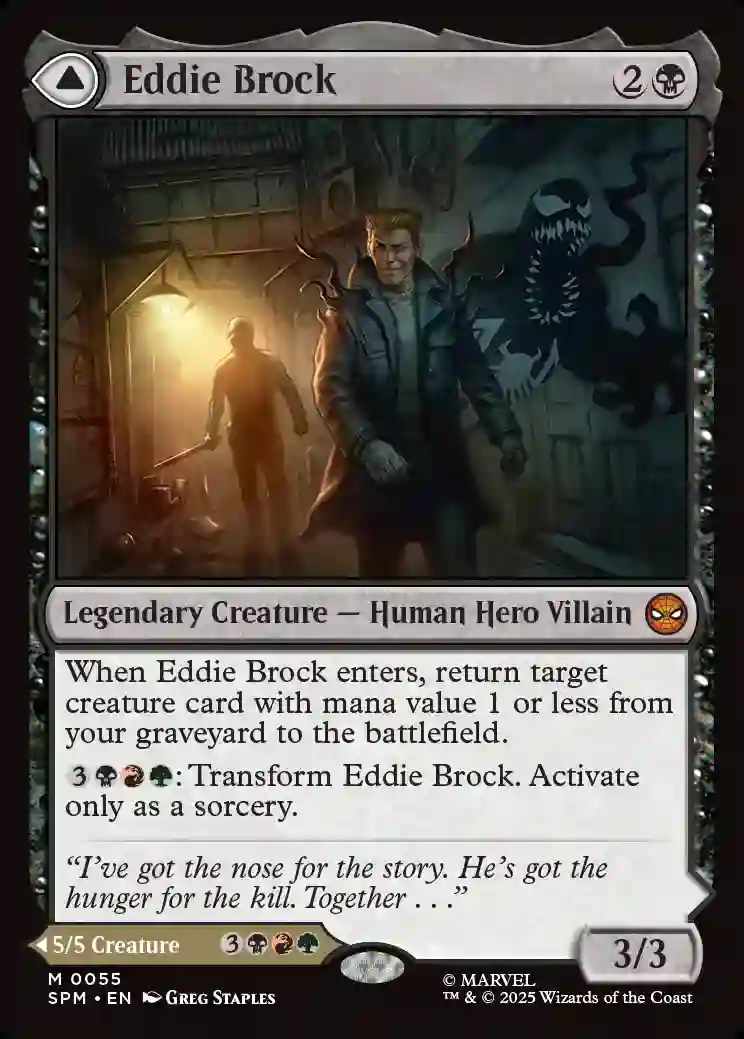 Eddie Brock 2
Legendary Creature — Human Hero Villain
When Eddie Brock enters, return target
creature card with mana value 1 or less from
your graveyard to the battlefield.
3: Transform Eddie Brock. Activate
only as a sorcery.
“I’ve got the nose for the story. He’s got the
hunger for the kill. Together . . .”
5/5 Creature 3
3/3
M 0055
SPM • EN Greg Staples
© MARVEL
™ & © 2025 Wizards of the Coast